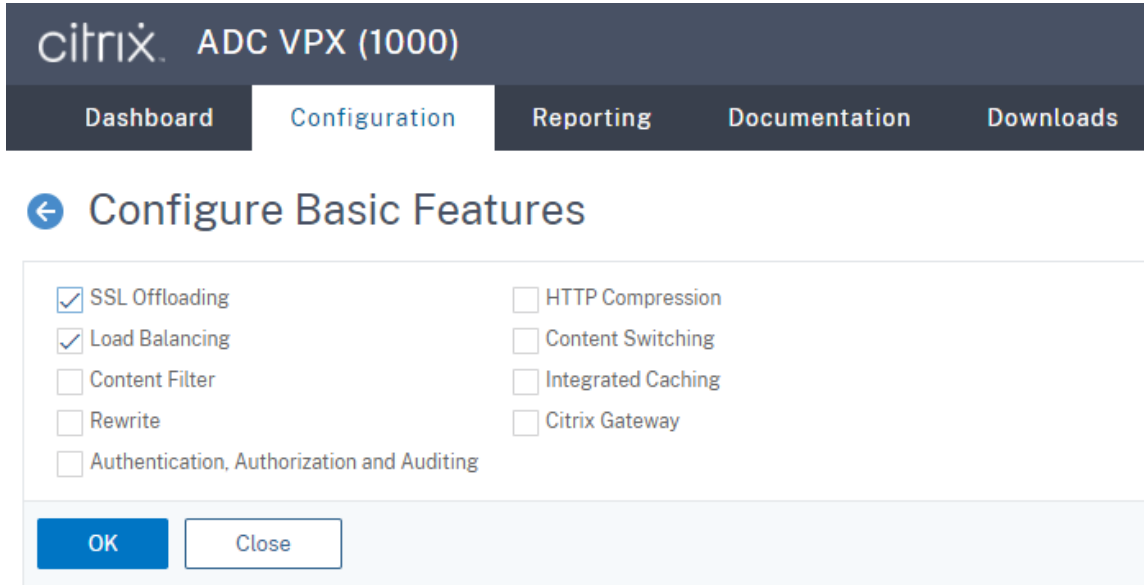 citrix. ADC VPX (1000)
Dashboard Configuration Reporting Documentation Downloads
Configure Basic Features
SSL Offloading HTTP Compression
Load Balancing Content Switching
Content Filter Integrated Caching
Rewrite Citrix Gateway
Authentication, Authorization and Auditing
OK Close